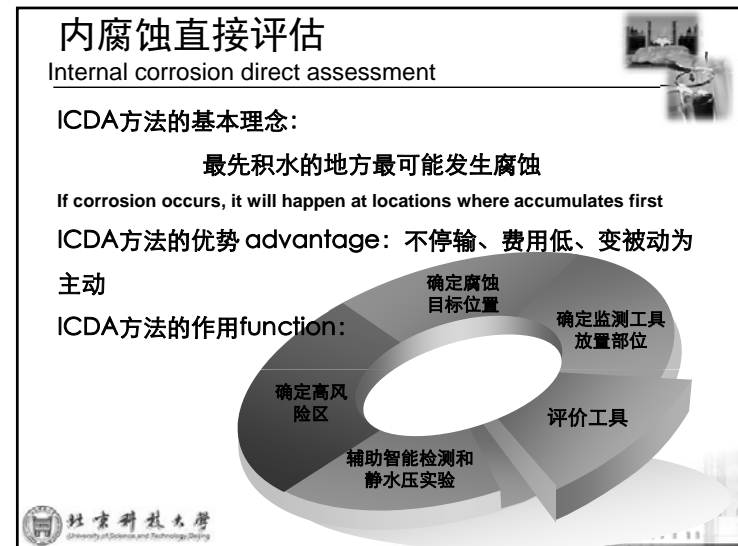 内腐蚀直接评估
Internal corrosion direct assessment
ICDA方法的基本理念：
最先积水的地方最可能发生腐蚀
If corrosion occurs, it will happen at locations where accumulates first
ICDA方法的优势 advantage：不停输、费用低、变被动为
主动
ICDA方法的作用function：
确定腐蚀
目标位置
确定监测工具
放置部位
确定高风
险区
评价工具
辅助智能检测和
静水压实验
北京科技大学
University of Science and Technology Beijing